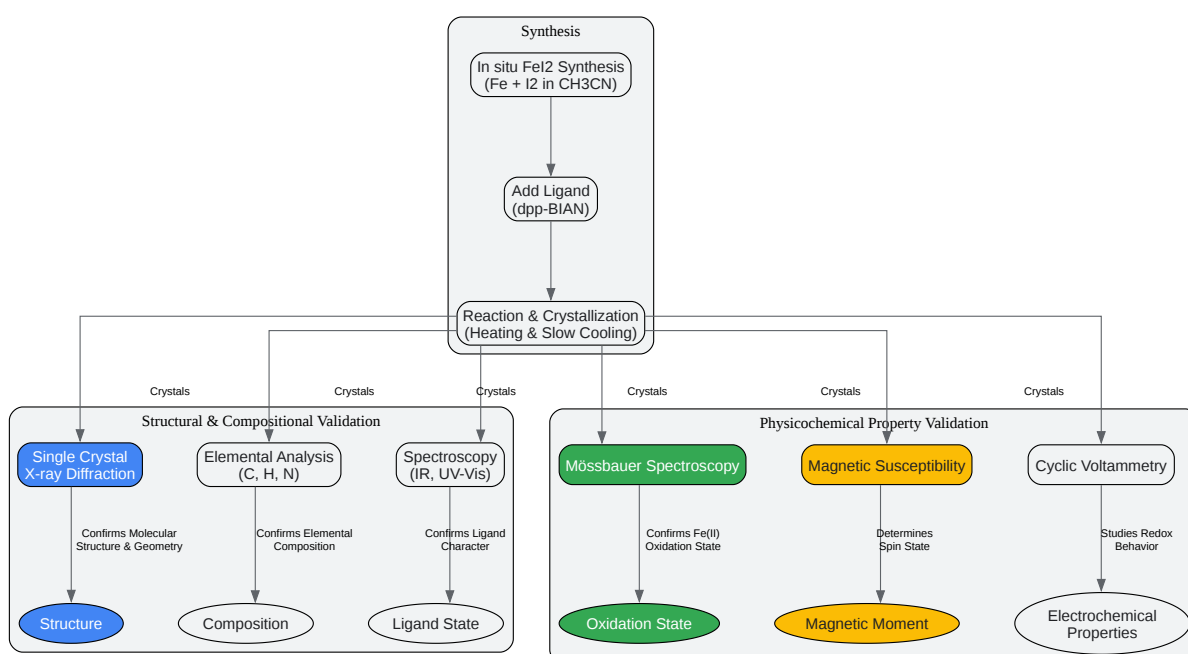 Synthesis
In situ FeI2 Synthesis
(Fe + I2 in CH3CN)
Add Ligand
(dpp-BIAN)
Reaction & Crystallization
(Heating & Slow Cooling)
Crystals
Crystals
Crystals
Crystals
Crystals
Crystals
Structural & Compositional Validation
Single Crystal
X-ray Diffraction
Elemental Analysis
(C, H, N)
Spectroscopy
(IR, UV-Vis)
Confirms Molecular
Structure & Geometry
Confirms Elemental
Composition
Confirms Ligand
Character
Structure
Composition
Ligand State
Physicochemical Property Validation
Mössbauer Spectroscopy
Magnetic Susceptibility
Cyclic Voltammetry
Confirms Fe(II)
Oxidation State
Determines
Spin State
Studies Redox
Behavior
Oxidation State
Magnetic Moment
Electrochemical
Properties